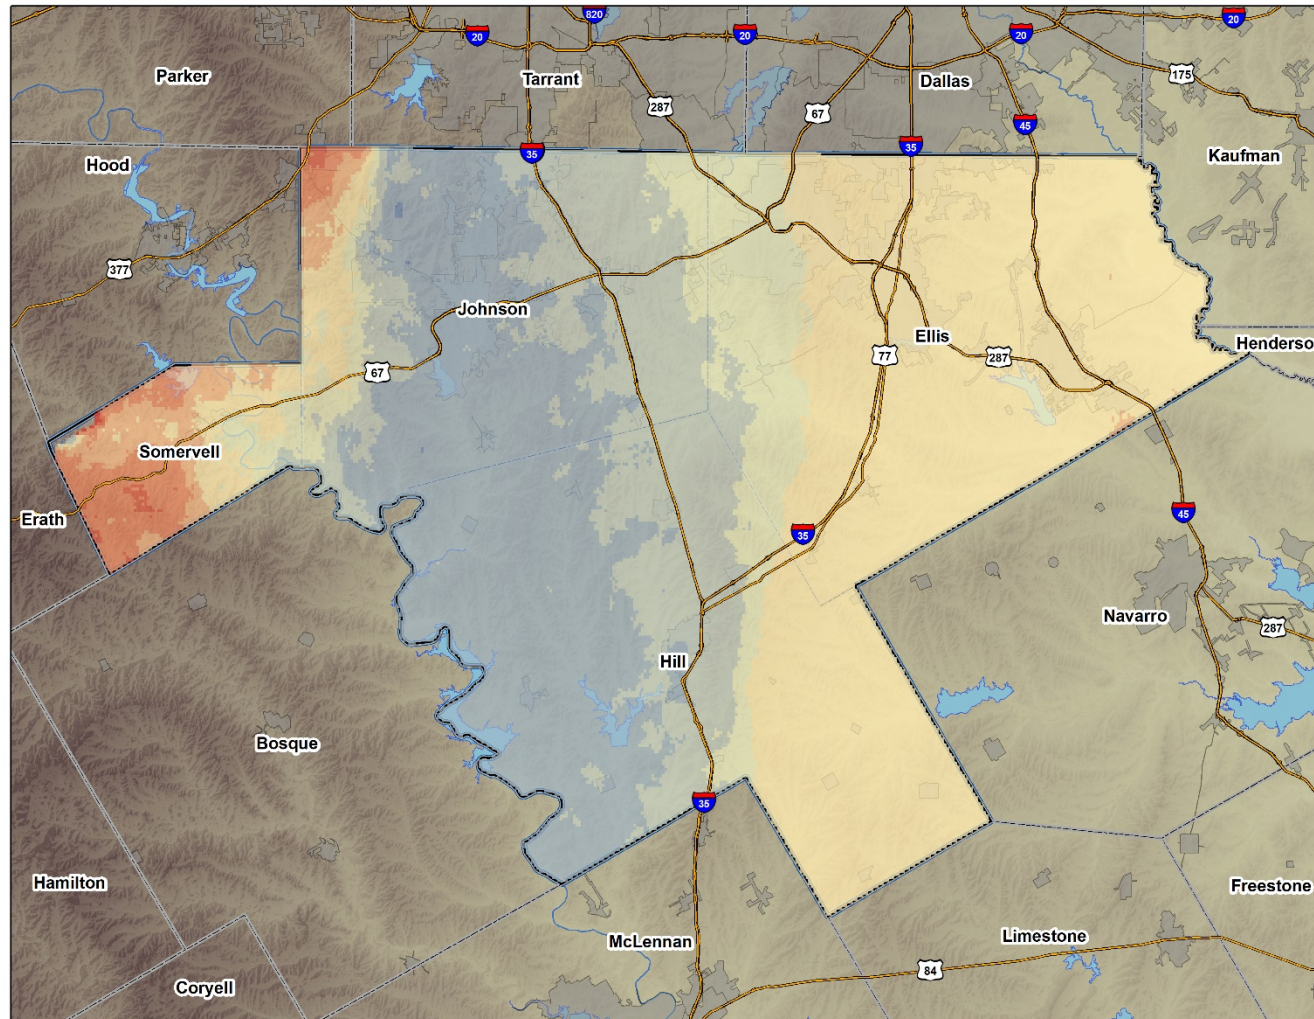 820
20
20
20
20
Parker
Tarrant
Dallas
175
287
67
45
35
35
Kaufman
Hood
377
Johnson
Ellis
Henderso
77
287
67
Somervell
Erath
45
35
Navarro
287
Hill
Bosque
35
Hamilton
Freestone
McLennan
Limestone
84
Coryell